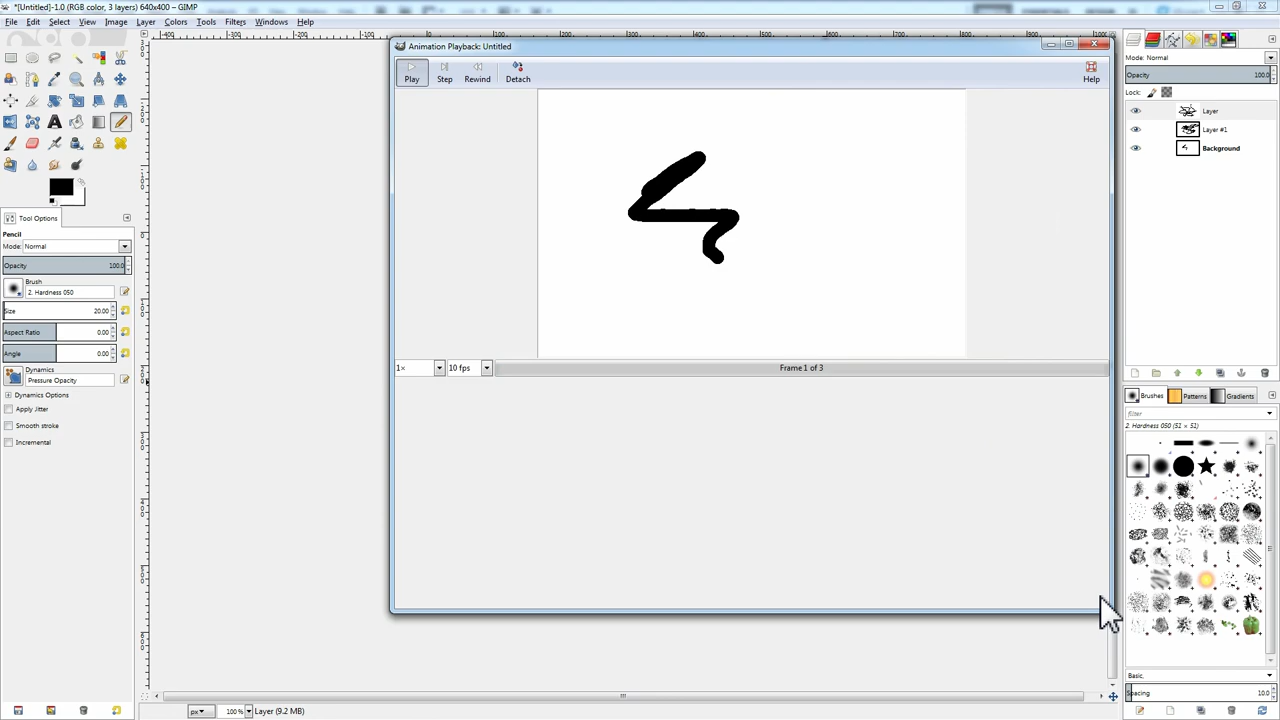 *[Untitled]-1.0 (RGB color, 3 layers) 640x400 – GIMP
File Edit Select View Image Layer Colors Tools Filters Windows Help
Animation Playback: Untitled
Play Step Rewind Detach Help
1× 10 fps Frame 1 of 3
Tool Options
Pencil
Mode: Normal
Opacity 100.0
Brush
2. Hardness 050
Size 20.00
Aspect Ratio 0.00
Angle 0.00
Dynamics
Pressure Opacity
Dynamics Options
Apply Jitter
Smooth stroke
Incremental
Mode: Normal
Opacity 100.0
Lock:
Layer
Layer #1
Background
Brushes Patterns Gradients
filter
2. Hardness 050 (51 × 51)
Basic,
Spacing 10.0
px 100% Layer (9.2 MB)